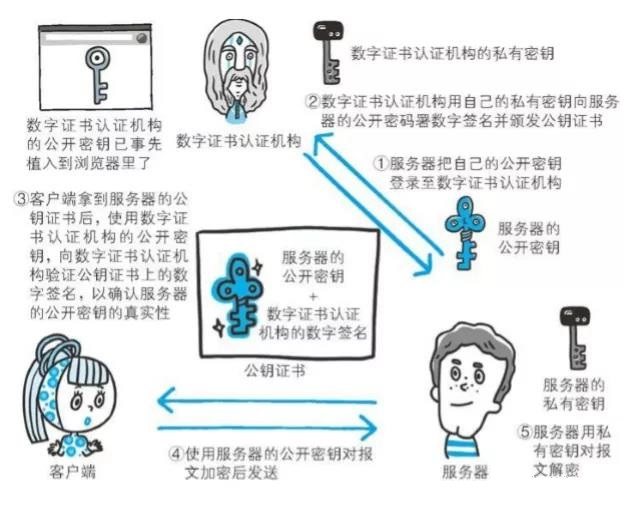 数字证书认证机构
的公开密钥已事先
植入到浏览器里了
数字证书认证机构
数字证书认证机构的私有密钥
②数字证书认证机构用自己的私有密钥向服务
器的公开密码署数字签名并颁发公钥证书
①服务器把自己的公开密钥
登录至数字证书认证机构
服务器的
公开密钥
③客户端拿到服务器的公
钥证书后，使用数字证
书认证机构的公开密
钥，向数字证书认证机
构验证公钥证书上的数
字签名，以确认服务器
的公开密钥的真实性
服务器的
公开密钥
+
数字证书认证
机构的数字签名
公钥证书
服务器的
私有密钥
⑤服务器用私
有密钥对报
文解密
④使用服务器的公开密钥对报
文加密后发送
客户端
服务器